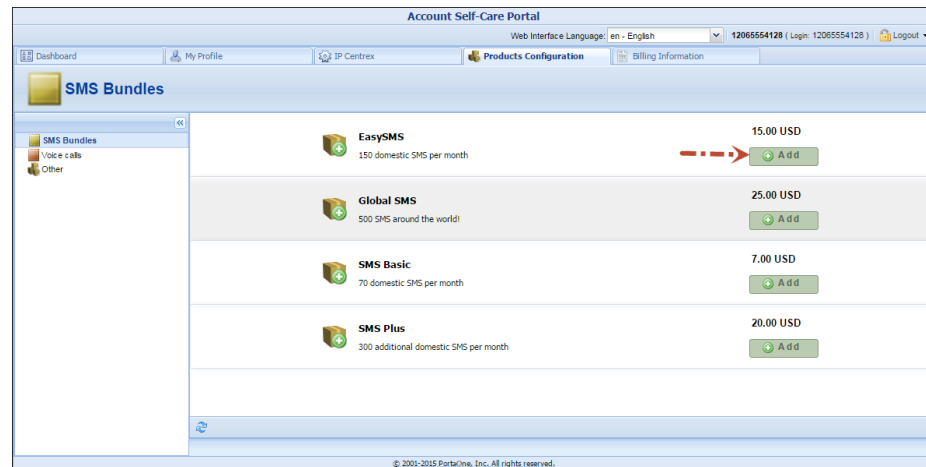 Account Self-Care Portal
Web Interface Language: en - English 12065554128 ( Login: 12065554128 ) Logout
Dashboard My Profile IP Centrex Products Configuration Billing Information
SMS Bundles
SMS Bundles
Voice calls
Other
EasySMS 15.00 USD
150 domestic SMS per month Add
Global SMS 25.00 USD
500 SMS around the world! Add
SMS Basic 7.00 USD
70 domestic SMS per month Add
SMS Plus 20.00 USD
300 additional domestic SMS per month Add
© 2001-2015 PortaOne, Inc. All rights reserved.